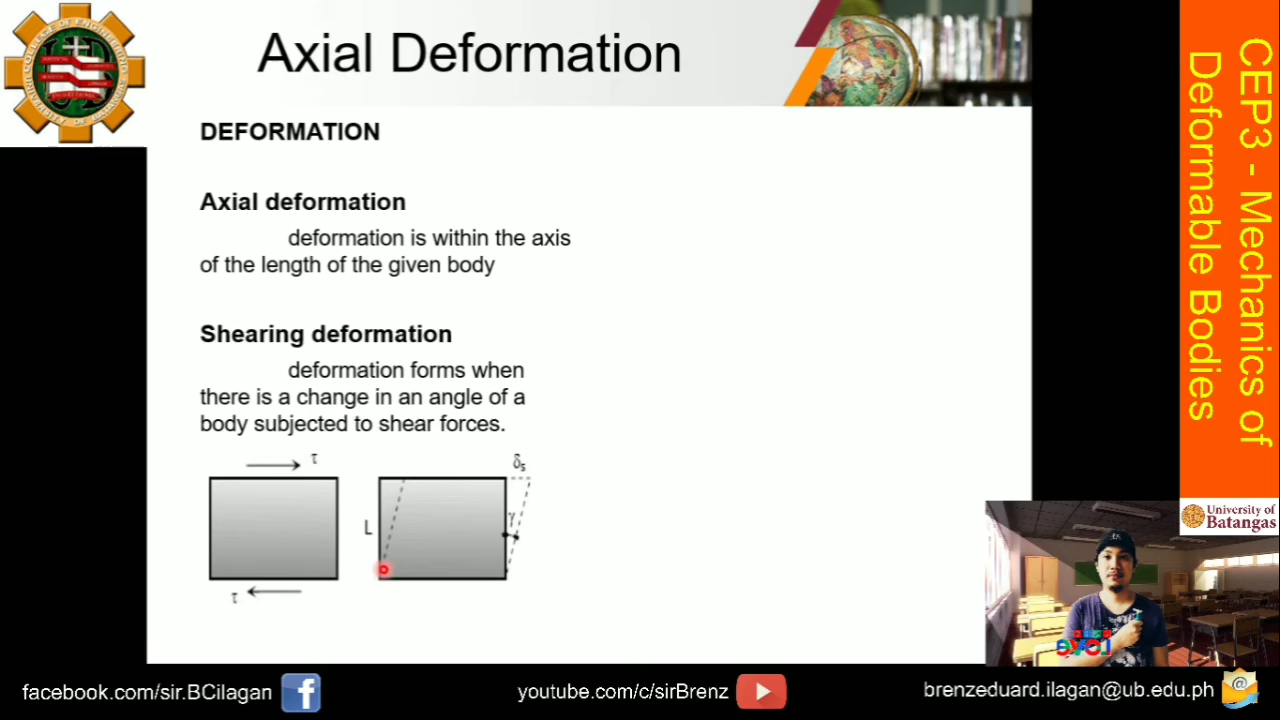 Axial Deformation
DEFORMATION
Axial deformation
deformation is within the axis
of the length of the given body
Shearing deformation
deformation forms when
there is a change in an angle of a
body subjected to shear forces.
τ
δs
L
γ
τ
CEP3 - Mechanics of
Deformable Bodies
University of
Batangas
facebook.com/sir.BCilagan
youtube.com/c/sirBrenz
brenzeduard.ilagan@ub.edu.ph